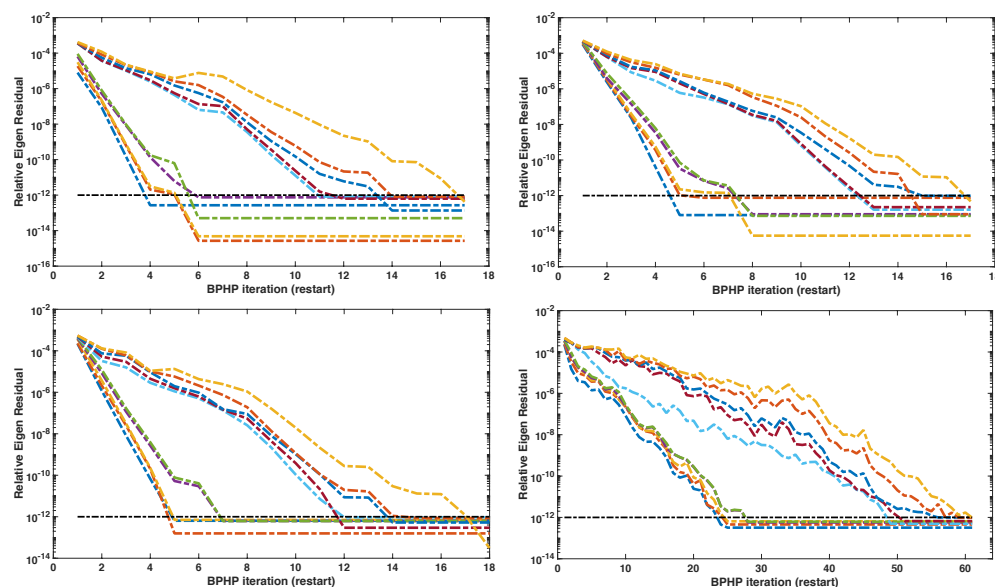 10^-2
10^-4
10^-6
10^-8
10^-10
10^-12
10^-14
10^-16
Relative Eigen Residual
0 2 4 6 8 10 12 14 16 18
BPHP iteration (restart)
10^-2
10^-4
10^-6
10^-8
10^-10
10^-12
10^-14
10^-16
Relative Eigen Residual
0 2 4 6 8 10 12 14 16 1
BPHP iteration (restart)
10^-2
10^-4
10^-6
10^-8
10^-10
10^-12
10^-14
Relative Eigen Residual
0 2 4 6 8 10 12 14 16 18
BPHP iteration (restart)
10^-2
10^-4
10^-6
10^-8
10^-10
10^-12
10^-14
Relative Eigen Residual
0 10 20 30 40 50 60
BPHP iteration (restart)